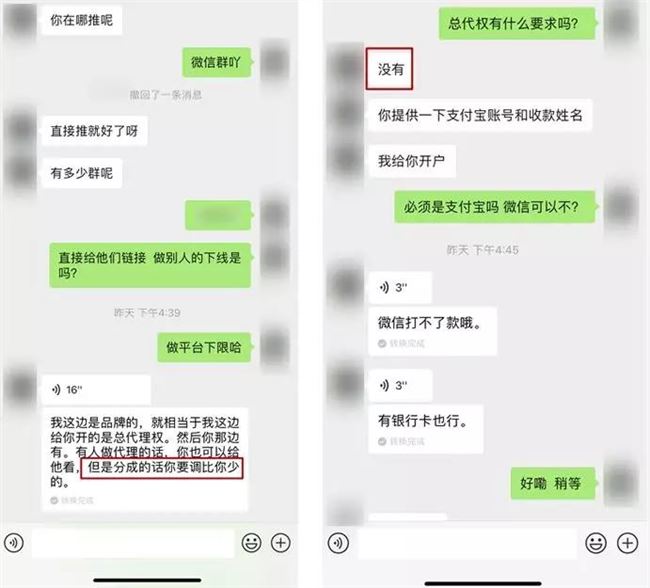 你在哪推呢
微信群吖
撤回了一条消息
直接推就好了呀
有多少群呢
直接给他们链接 做别人的下线是
吗?
昨天 下午4:39
做平台下限哈
16"
我这边是品牌的，就相当于我这边
给你开的是总代理权。然后你那边
有。有人做代理的话、你也可以给
他看，但是分成的话你要调比你少
的。
转换完成
总代权有什么要求吗?
没有
你提供一下支付宝账号和收款姓名
我给你开户
必须是支付宝吗 微信可以不?
昨天 下午4:45
3"
微信打不了款哦。
转换完成
3"
有银行卡也行。
转换完成
好嘞 稍等